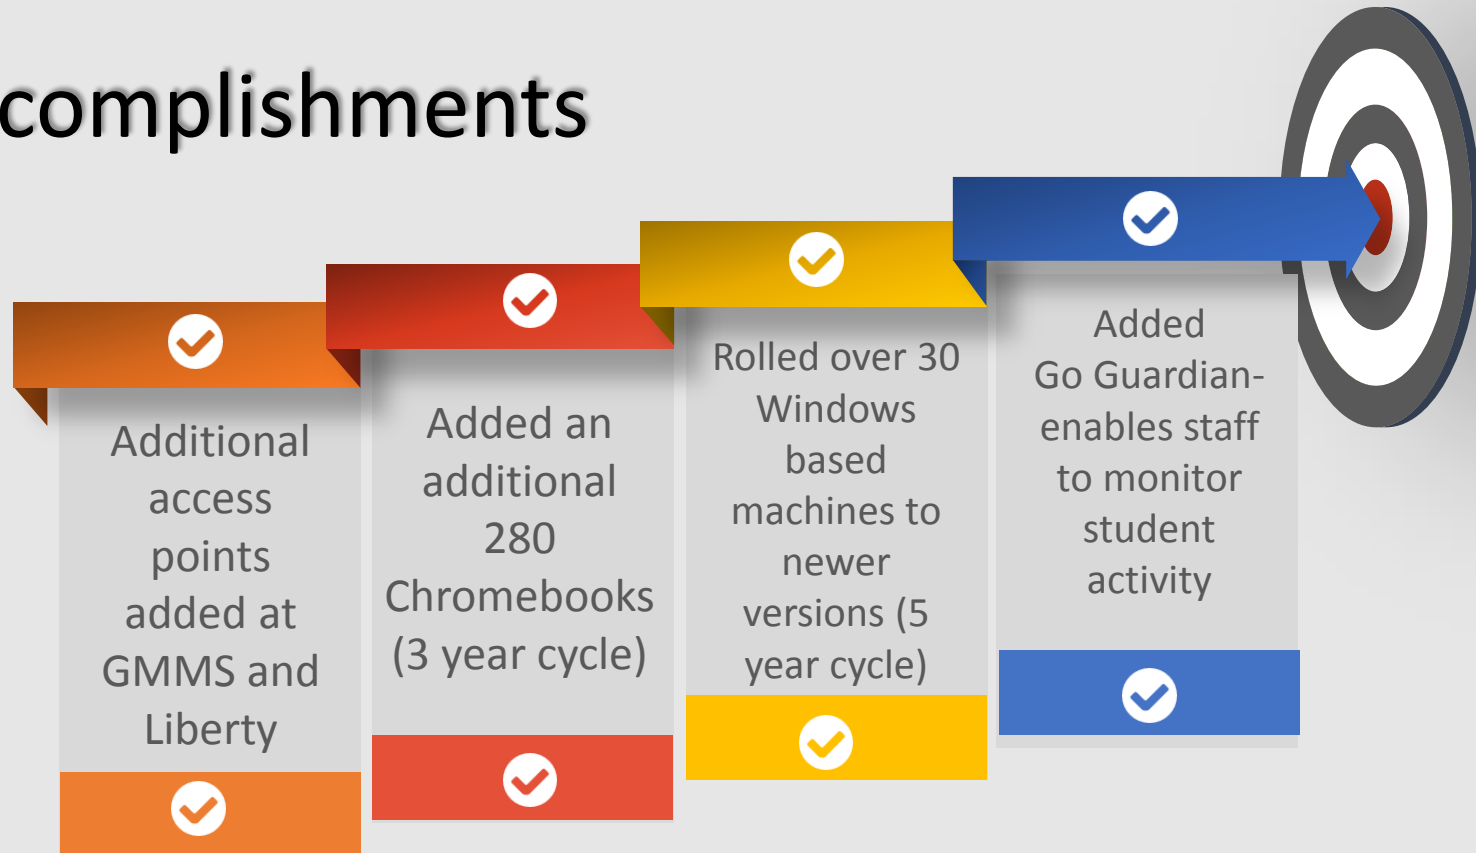 complishments
Additional
access
points
added at
GMMS and
Liberty
Added an
additional
280
Chromebooks
(3 year cycle)
Rolled over 30
Windows
based
machines to
newer
versions (5
year cycle)
Added
Go Guardian-
enables staff
to monitor
student
activity